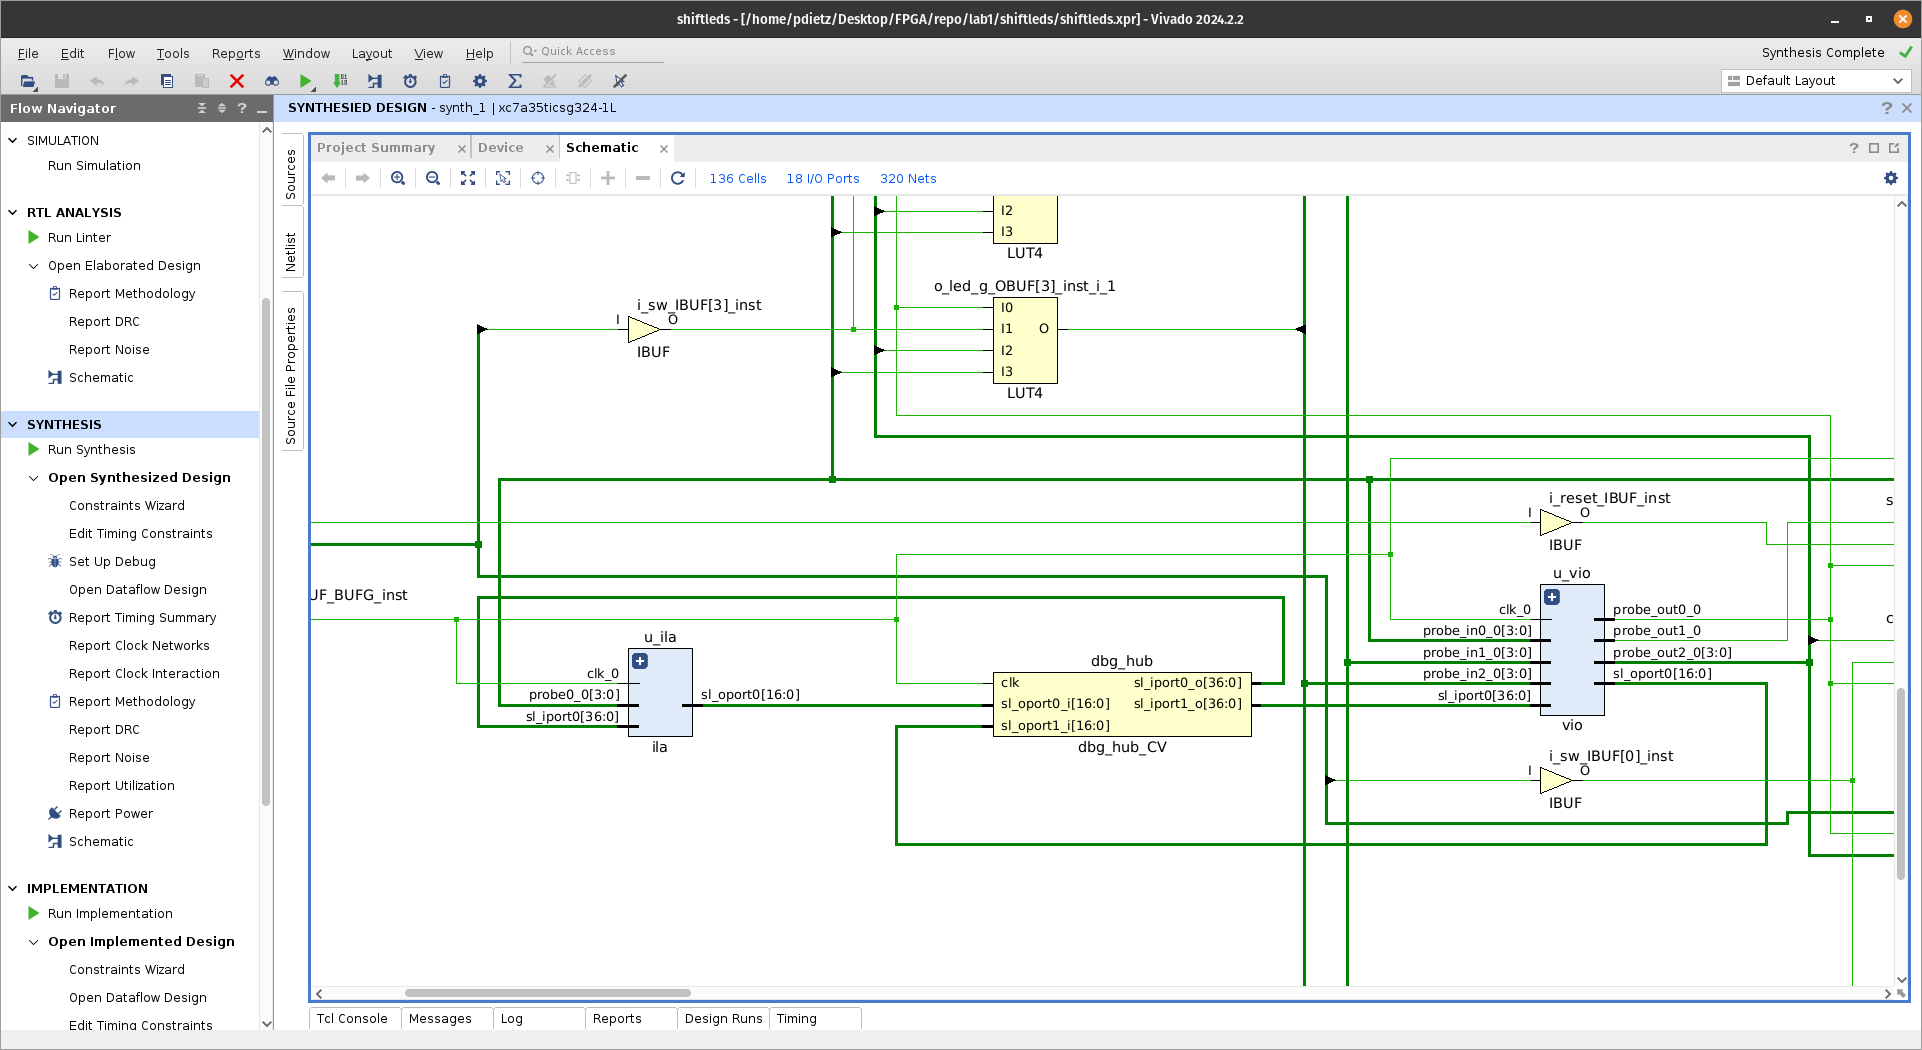 shiftleds - [/home/pdietz/Desktop/FPGA/repo/lab1/shiftleds/shiftleds.xpr] - Vivado 2024.2.2
File Edit Flow Tools Reports Window Layout View Help Quick Access
Synthesis Complete
Default Layout
Flow Navigator
SIMULATION
Run Simulation
RTL ANALYSIS
Run Linter
Open Elaborated Design
Report Methodology
Report DRC
Report Noise
Schematic
SYNTHESIS
Run Synthesis
Open Synthesized Design
Constraints Wizard
Edit Timing Constraints
Set Up Debug
Open Dataflow Design
Report Timing Summary
Report Clock Networks
Report Clock Interaction
Report Methodology
Report DRC
Report Noise
Report Utilization
Report Power
Schematic
IMPLEMENTATION
Run Implementation
Open Implemented Design
Constraints Wizard
Open Dataflow Design
Edit Timing Constraints
SYNTHESIED DESIGN - synth_1 | xc7a35ticsg324-1L
Sources
Netlist
Source File Properties
Project Summary
Device
Schematic
136 Cells 18 I/O Ports 320 Nets
I2
I3
LUT4
o_led_g_OBUF[3]_inst_i_1
I0
I1
I2
I3
O
LUT4
i_sw_IBUF[3]_inst
I
O
IBUF
i_reset_IBUF_inst
I
O
IBUF
s
UF_BUFG_inst
u_ila
clk_0
probe0_0[3:0]
sl_iport0[36:0]
sl_oport0[16:0]
ila
dbg_hub
clk
sl_oport0_i[16:0]
sl_oport1_i[16:0]
sl_iport0_o[36:0]
sl_iport1_o[36:0]
dbg_hub_CV
u_vio
clk_0
probe_in0_0[3:0]
probe_in1_0[3:0]
probe_in2_0[3:0]
sl_iport0[36:0]
probe_out0_0
probe_out1_0
probe_out2_0[3:0]
sl_oport0[16:0]
vio
c
i_sw_IBUF[0]_inst
I
O
IBUF
Tcl Console
Messages
Log
Reports
Design Runs
Timing